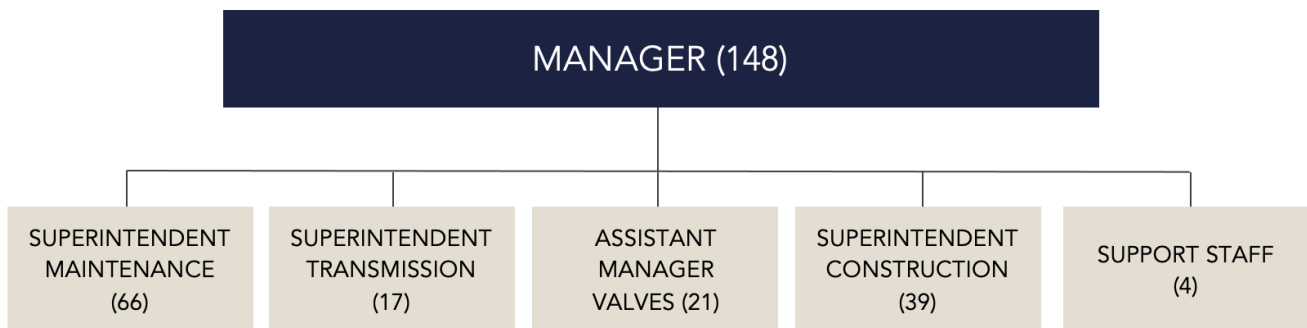 MANAGER (148)
SUPERINTENDENT
MAINTENANCE
(66)
SUPERINTENDENT
TRANSMISSION
(17)
ASSISTANT
MANAGER
VALVES (21)
SUPERINTENDENT
CONSTRUCTION
(39)
SUPPORT STAFF
(4)